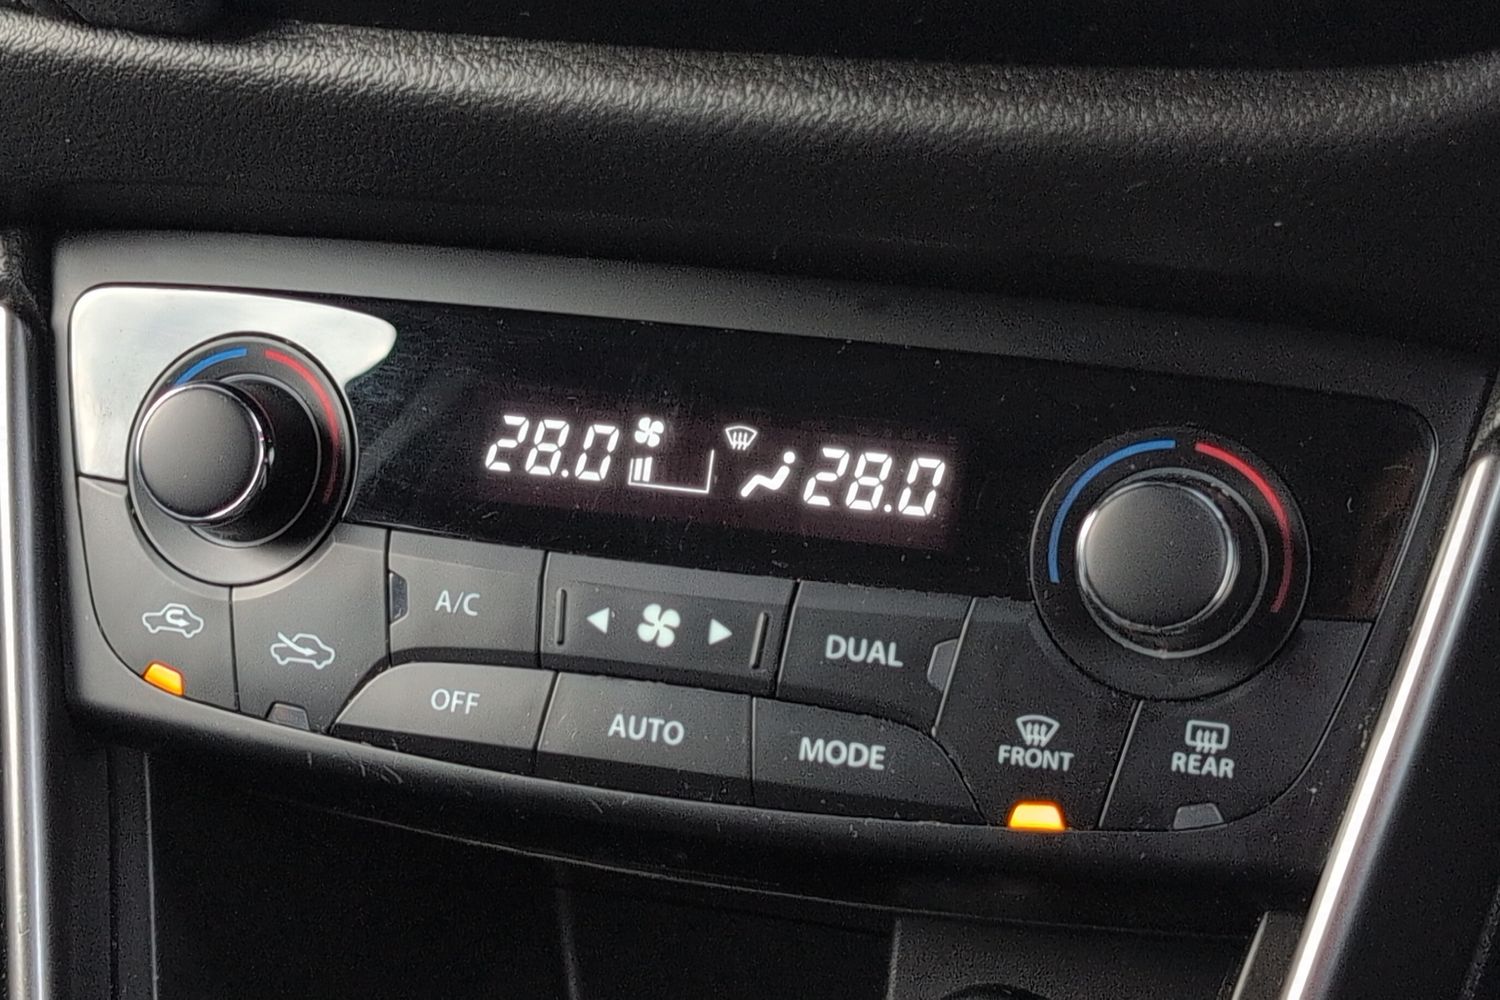 28.0 28.0
A/C
DUAL
OFF
AUTO
MODE
FRONT
REAR